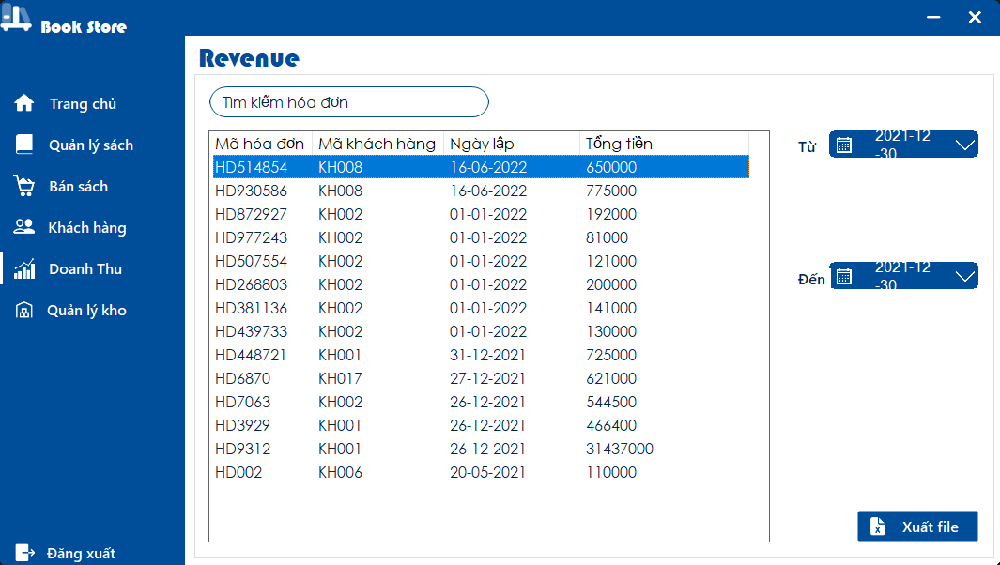 Book Store
Revenue
Trang chủ
Quản lý sách
Bán sách
Khách hàng
Doanh Thu
Quản lý kho
Đăng xuất
Tìm kiếm hóa đơn
Mã hóa đơn Mã khách hàng Ngày lập Tổng tiền
HD514854 KH008 16-06-2022 650000
HD930586 KH008 16-06-2022 775000
HD872927 KH002 01-01-2022 192000
HD977243 KH002 01-01-2022 81000
HD507554 KH002 01-01-2022 121000
HD268803 KH002 01-01-2022 200000
HD381136 KH002 01-01-2022 141000
HD439733 KH002 01-01-2022 130000
HD448721 KH001 31-12-2021 725000
HD6870 KH017 27-12-2021 621000
HD7063 KH002 26-12-2021 544500
HD3929 KH001 26-12-2021 466400
HD9312 KH001 26-12-2021 31437000
HD002 KH006 20-05-2021 110000
Từ
2021-12
-30
Đến
2021-12
-30
Xuất file